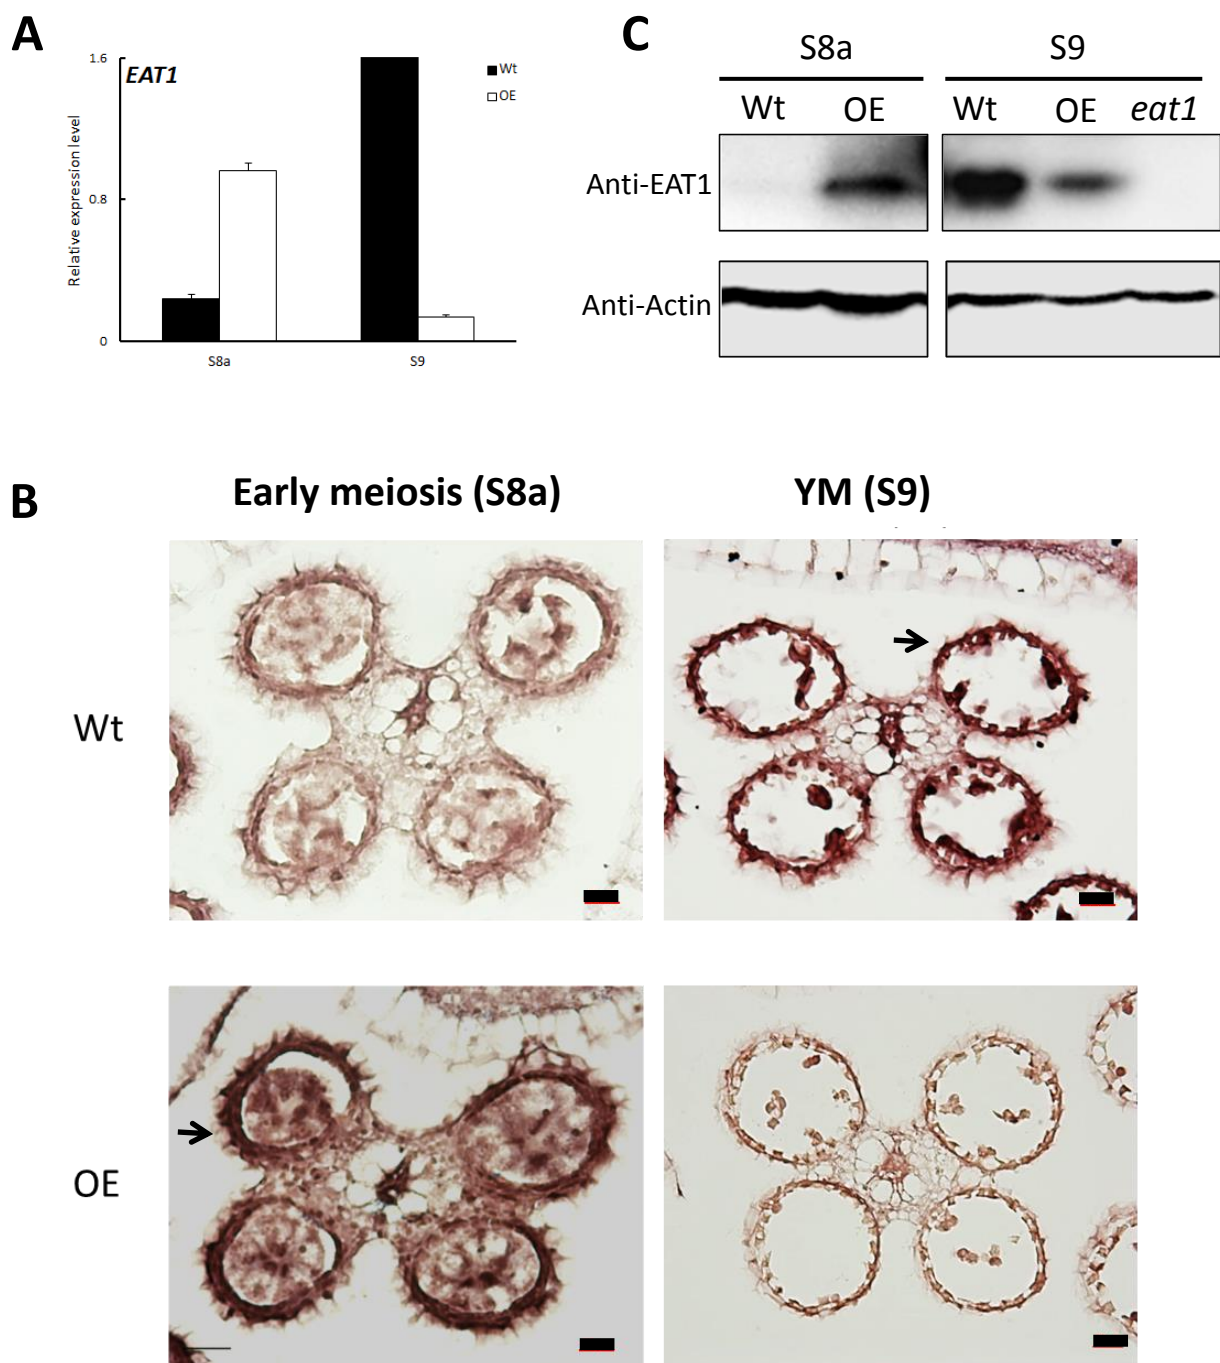 A
1.6
EAT1
Wt
OE
Relative expression level
0.8
0
S8a
S9
C
S8a
S9
Wt
OE
Wt
OE
eat1
Anti-EAT1
Anti-Actin
B
Early meiosis (S8a)
YM (S9)
Wt
OE